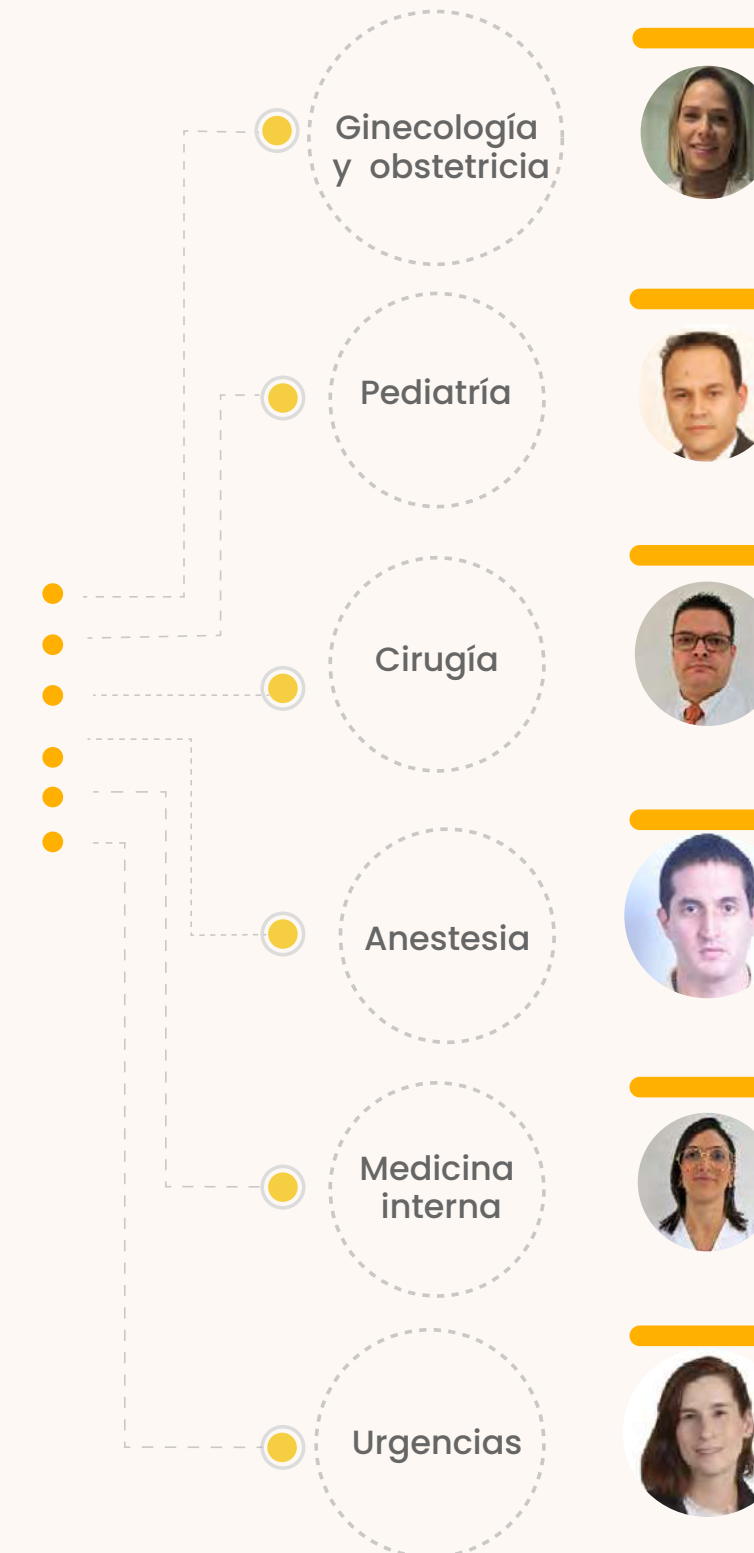 Ginecología
y obstetricia
Pediatría
Cirugía
Anestesia
Medicina
interna
Urgencias